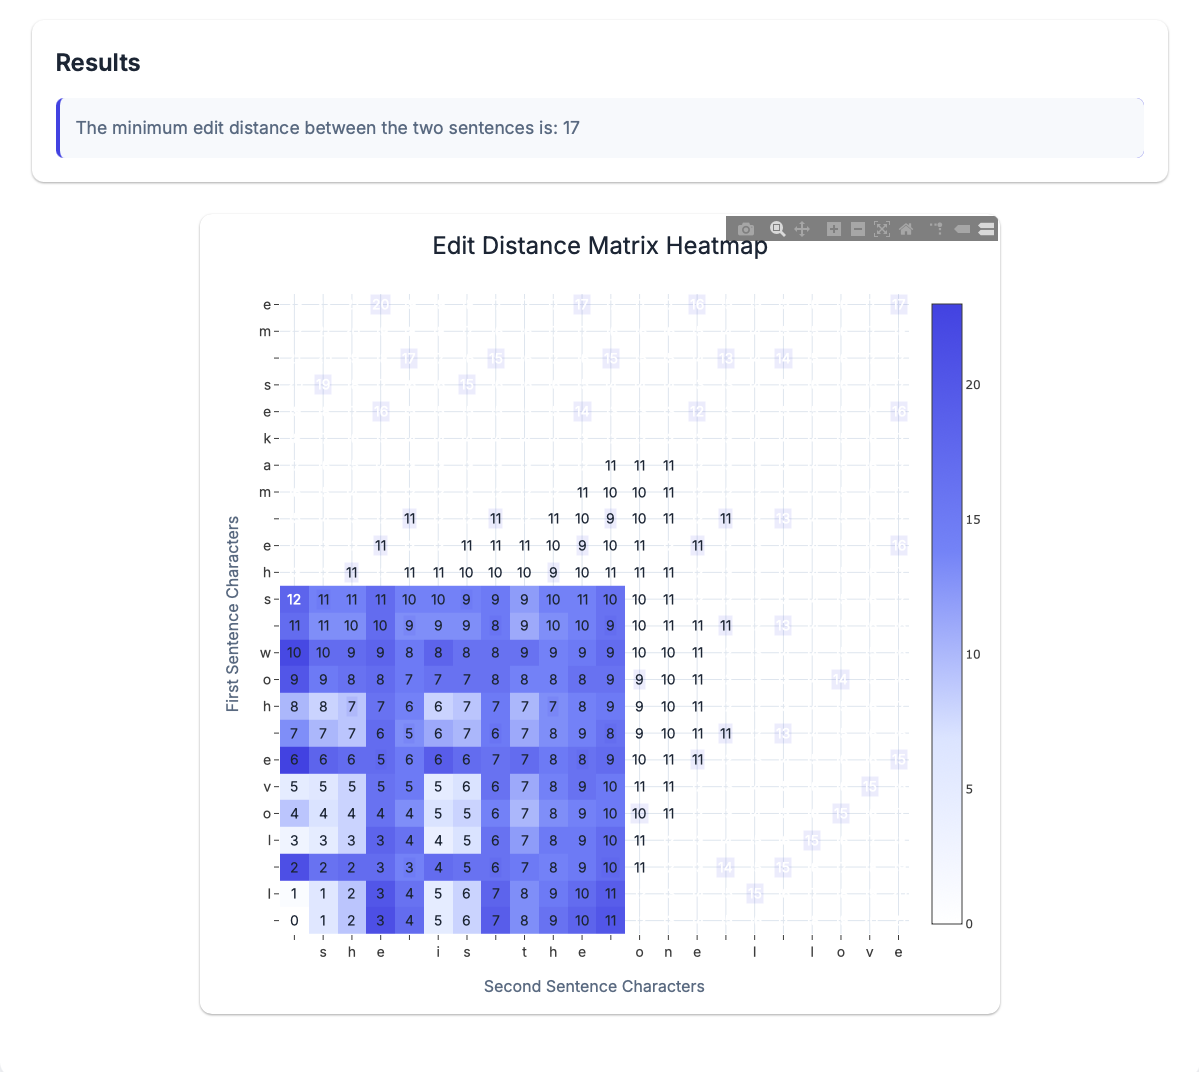 Results
The minimum edit distance between the two sentences is: 17
Edit Distance Matrix Heatmap
e 20 17 16 17
m
17 15 15 13 14
s 19 15
e 16 14 12 16
k
a 11 11 11
m 11 10 10 11
11 11 11 10 9 10 11 11 13
e 11 11 11 11 10 9 10 11 11 16
h 11 11 11 10 10 10 9 10 11 11 11
s 12 11 11 11 10 10 9 9 9 10 11 10 10 11
11 11 10 10 9 9 9 8 9 10 10 9 10 11 11 11 13
w 10 10 9 9 8 8 8 8 9 9 9 9 10 10 11
o 9 9 8 8 7 7 7 8 8 8 8 9 9 10 11 14
h 8 8 7 7 6 6 7 7 7 7 8 9 9 10 11
7 7 7 6 5 6 7 6 7 8 9 8 9 10 11 11 13
e 6 6 6 5 6 6 6 7 7 8 8 9 10 11 11 15
v 5 5 5 5 5 5 6 6 7 8 9 10 11 11 15
o 4 4 4 4 4 5 5 6 7 8 9 10 10 11 15
l 3 3 3 3 4 4 5 6 7 8 9 10 11 15
2 2 2 3 3 4 5 6 7 8 9 10 11 14 15
I 1 1 2 3 4 5 6 7 8 9 10 11 15
0 1 2 3 4 5 6 7 8 9 10 11
s h e i s t h e o n e I l o v e
Second Sentence Characters
First Sentence Characters
20
15
10
5
0